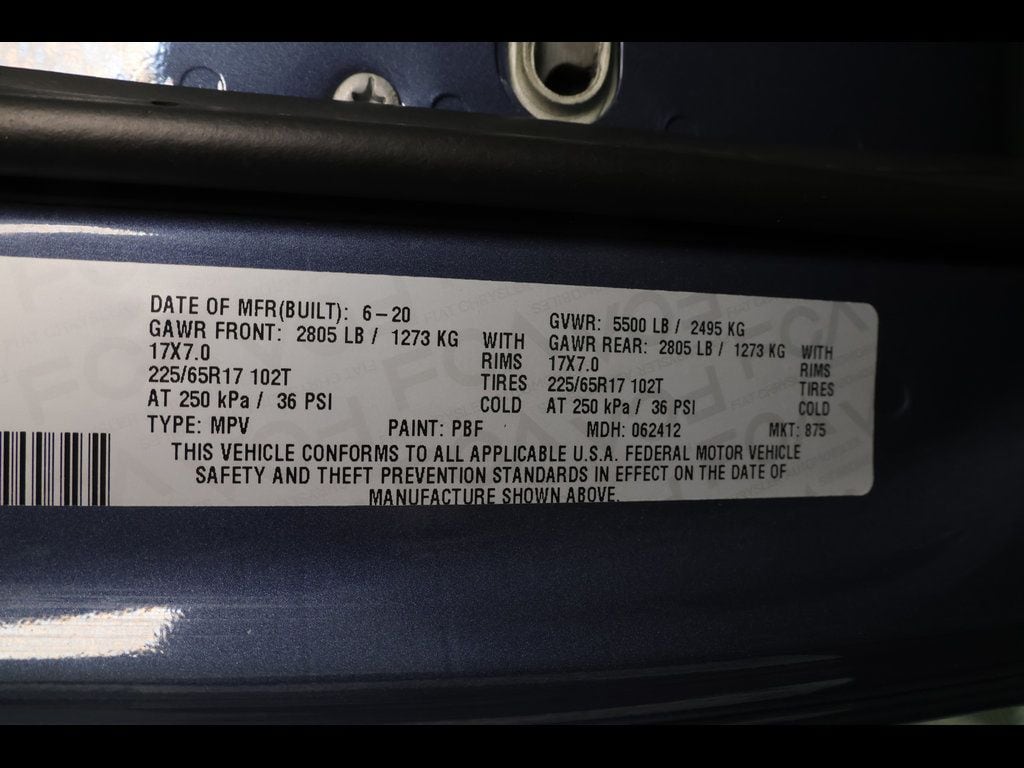 DATE OF MFR(BUILT): 6-20 GVWR: 5500 LB / 2495 KG
GAWR FRONT: 2805 LB / 1273 KG WITH GAWR REAR: 2805 LB / 1273 KG WITH
17X7.0 RIMS 17X7.0 RIMS
225/65R17 102T TIRES 225/65R17 102T TIRES
AT 250 kPa / 36 PSI COLD AT 250 kPa / 36 PSI COLD
TYPE: MPV PAINT: PBF MDH: 062412 MKT: 875
THIS VEHICLE CONFORMS TO ALL APPLICABLE U.S.A. FEDERAL MOTOR VEHICLE
SAFETY AND THEFT PREVENTION STANDARDS IN EFFECT ON THE DATE OF
MANUFACTURE SHOWN ABOVE.